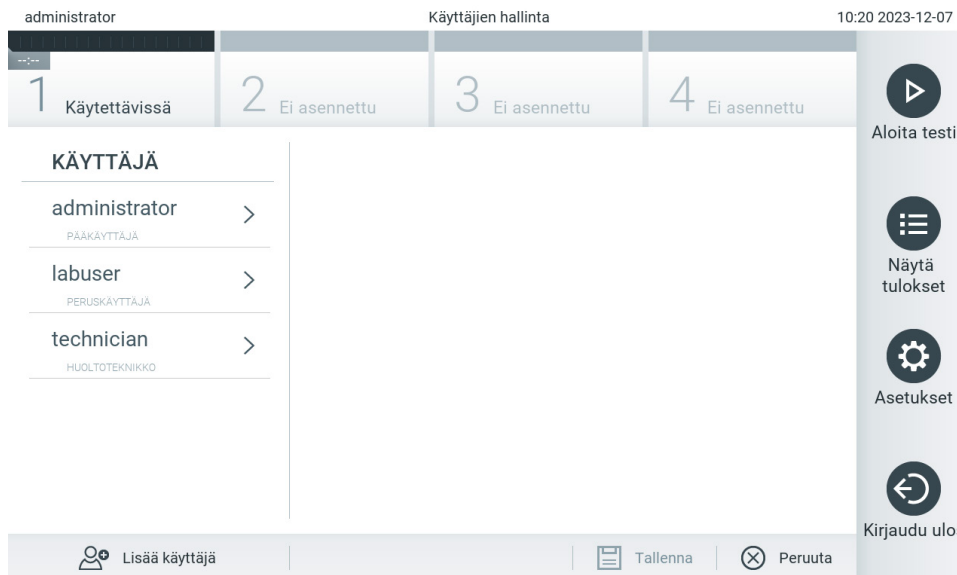 administrator
Käyttäjien hallinta
10:20 2023-12-07
--:--
1 Käytettävissä
2 Ei asennettu
3 Ei asennettu
4 Ei asennettu
Aloita testi
KÄYTTÄJÄ
administrator
PÄÄKÄYTTÄJÄ
labuser
PERUSKÄYTTÄJÄ
technician
HUOLTOTEKNIKKO
Näytä
tulokset
Asetukset
Kirjaudu ulo
Lisää käyttäjä
Tallenna
Peruuta